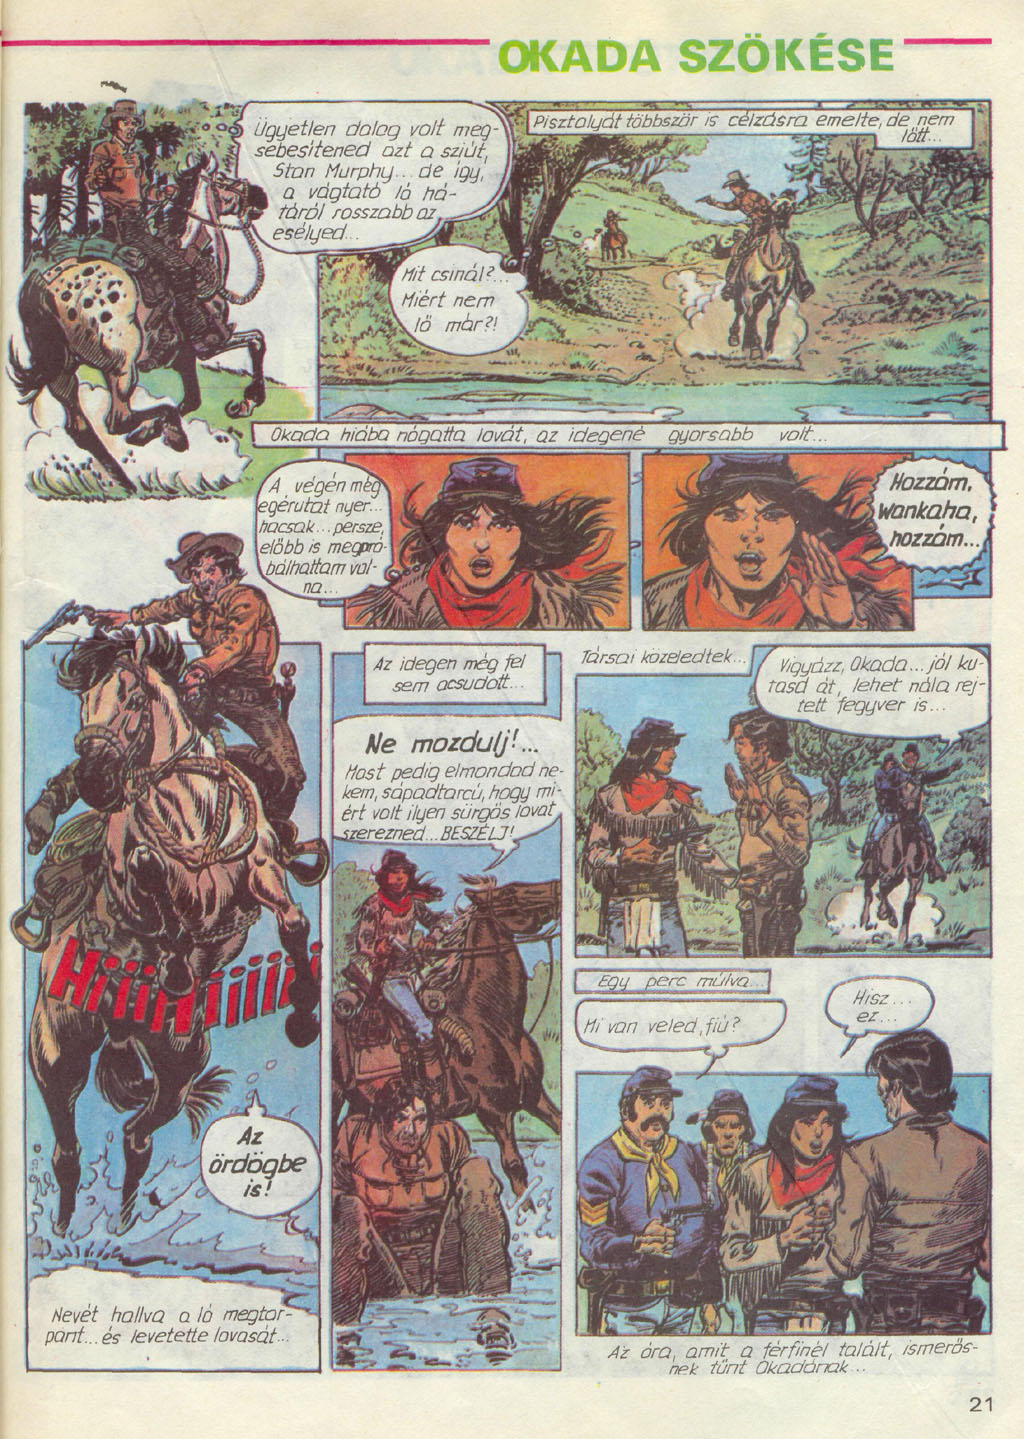 OKADA SZÖKÉSE
Ügyetlen dolog volt meg-
sebesítened azt a sziút,
Stan Murphy... de így,
a vágtató ló há-
táról rosszabb az
esélyed...
Pisztolyát többször is célzásra emelte, de nem
lőtt...
Mit csinál?...
Miért nem
lő már?!
Okada hiába nógatta lovát, az idegené gyorsabb volt...
A végén még
egérutat nyer...
hacsak... persze,
előbb is megpró-
bálhattam vol-
na...
Hozzám,
Wankaha,
hozzám...
HiiiHiiiiii
Az
ördögbe
is!
Nevét hallva a ló megtor-
pant... és levetette lovasát...
Az idegen még fel
sem ocsúdott...
Ne mozdulj!...
Most pedig elmondod ne-
kem, sápadtarcú, hogy mi-
ért volt ilyen sürgős lovat
szerezned... BESZÉLJ!
Társai közeledtek...
Vigyázz, Okada... jól ku-
tasd át, lehet nála rej-
tett fegyver is...
Egy perc múlva...
Mi van veled, fiú?
Hisz...
ez...
Az óra, amit a férfinél talált, ismerős-
nek tűnt Okadának...
21